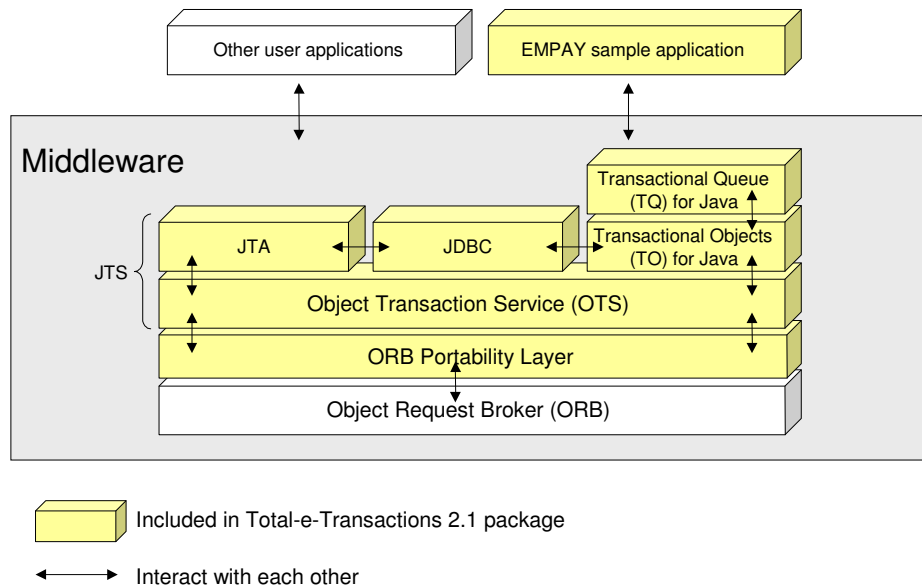 Other user applications
EMPAY sample application
Middleware
Transactional Queue
(TQ) for Java
JTA
JDBC
Transactional Objects
(TO) for Java
JTS
Object Transaction Service (OTS)
ORB Portability Layer
Object Request Broker (ORB)
Included in Total-e-Transactions 2.1 package
Interact with each other